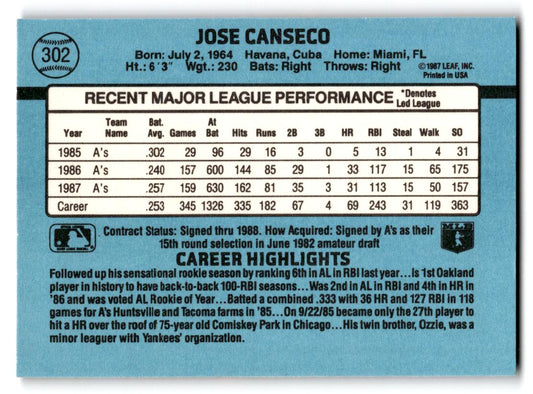 302
JOSE CANSECO
Born: July 2, 1964 Havana, Cuba Home: Miami, FL
Ht.: 6'3" Wgt.: 230 Bats: Right Throws: Right
©1987 LEAF, INC.
Printed in USA
RECENT MAJOR LEAGUE PERFORMANCE *Denotes
Led League
Team Bat. At
Year Name Avg. Games Bat Hits Runs 2B 3B HR RBI Steal Walk SO
1985 A's .302 29 96 29 16 3 0 5 13 1 4 31
1986 A's .240 157 600 144 85 29 1 33 117 15 65 175
1987 A's .257 159 630 162 81 35 3 31 113 15 50 157
Career .253 345 1326 335 182 67 4 69 243 31 119 363
Contract Status: Signed thru 1988. How Acquired: Signed by A's as their
15th round selection in June 1982 amateur draft
MLB
CAREER HIGHLIGHTS
Followed up his sensational rookie season by ranking 6th in AL in RBI last year...is 1st Oakland
player in history to have back-to-back 100-RBI seasons...Was 2nd in AL in RBI and 4th in HR in
'86 and was voted AL Rookie of Year...Batted a combined .333 with 36 HR and 127 RBI in 118
games for A's Huntsville and Tacoma farms in '85...On 9/22/85 became only the 27th player to
hit a HR over the roof of 75-year old Comiskey Park in Chicago...His twin brother, Ozzie, was a
minor leaguer with Yankees' organization.